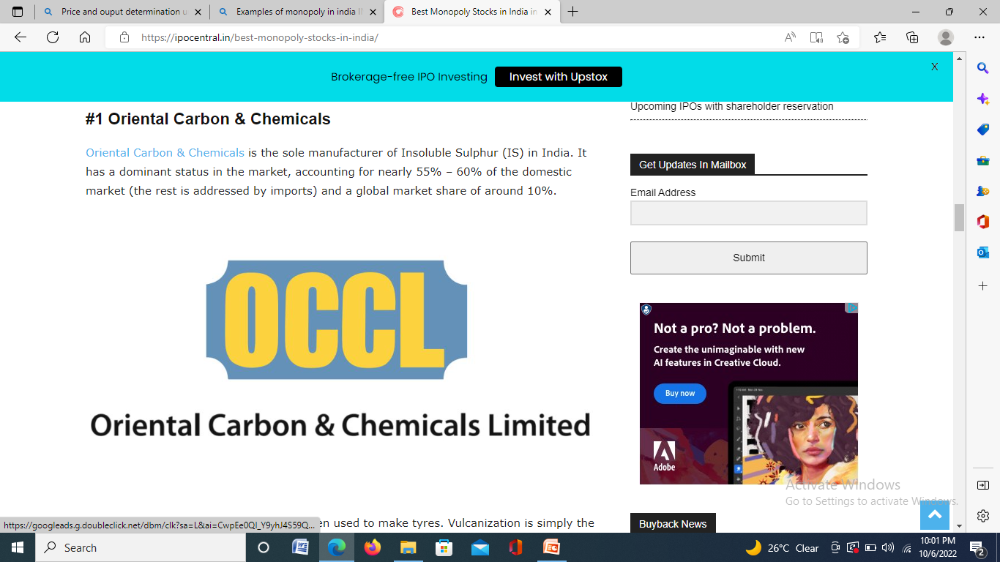 Price and ouput determination u
Examples of monopoly in india I
Best Monopoly Stocks in India in
https://ipocentral.in/best-monopoly-stocks-in-india/
Brokerage-free IPO Investing
Invest with Upstox
X
#1 Oriental Carbon & Chemicals
Oriental Carbon & Chemicals is the sole manufacturer of Insoluble Sulphur (IS) in India. It
has a dominant status in the market, accounting for nearly 55% – 60% of the domestic
market (the rest is addressed by imports) and a global market share of around 10%.
OCCL
Oriental Carbon & Chemicals Limited
en used to make tyres. Vulcanization is simply the
https://googleads.g.doubleclick.net/dbm/clk?sa=L&ai=CwpEe0QI_Y9yhJ4S59Q...
Upcoming IPOs with shareholder reservation
Get Updates In Mailbox
Email Address
Submit
Not a pro? Not a problem.
Create the unimaginable with new
AI features in Creative Cloud.
Buy now
Adobe
Activate Windows
Go to Settings to activate Windows.
Buyback News
Search
26°C Clear
10:01 PM
10/6/2022
2